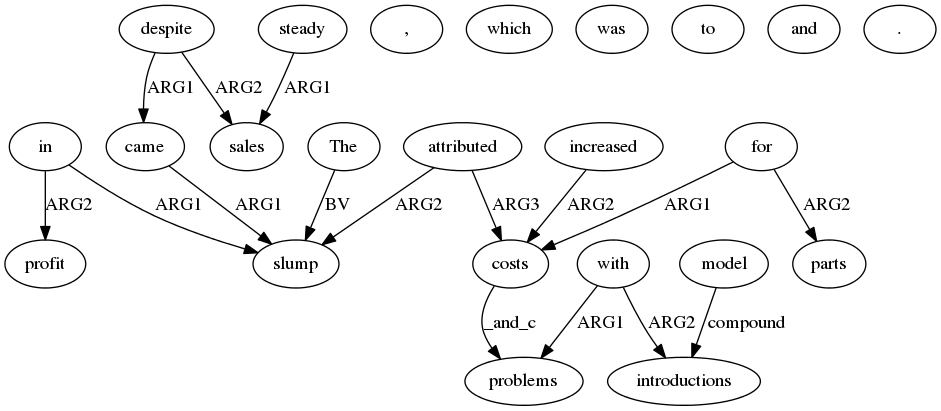 despite steady , which was to and .
ARG1 ARG2 ARG1
in came sales The attributed increased for
ARG2 ARG1 ARG1 BV ARG2 ARG3 ARG2 ARG1 ARG2
profit slump costs with model parts
_and_c ARG1 ARG2 compound
problems introductions